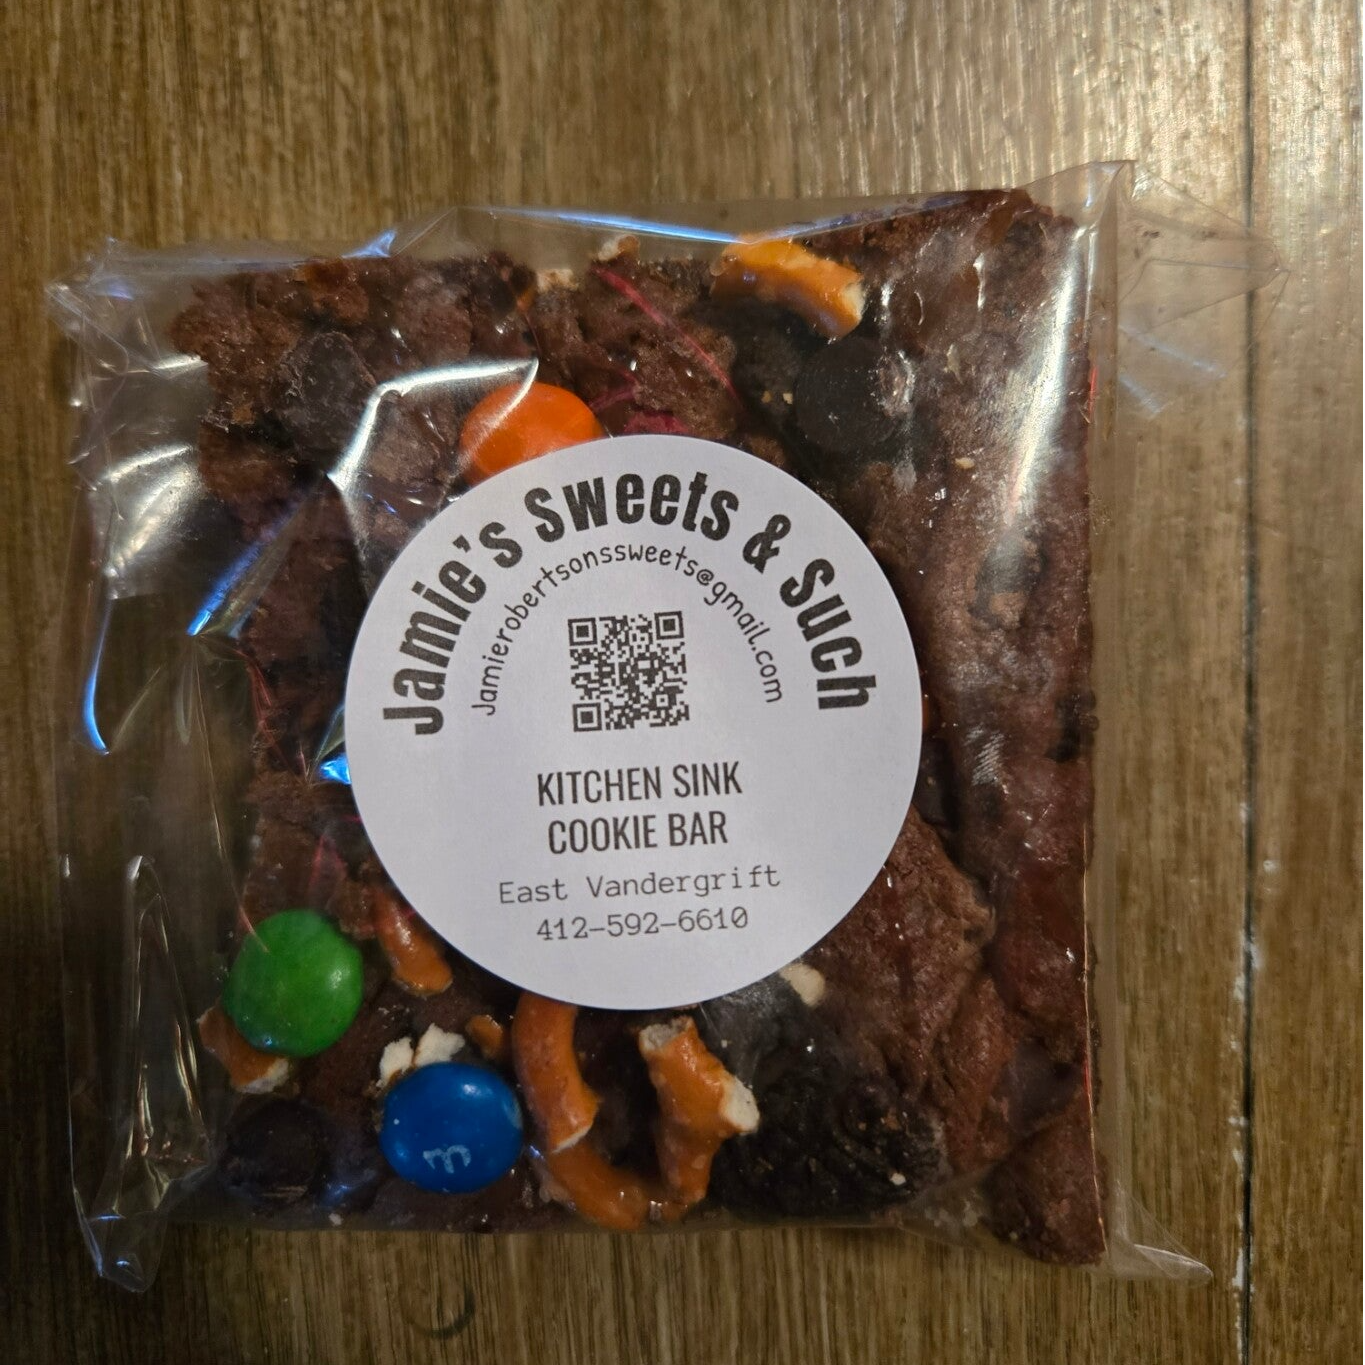 Jamie's Sweets & Such
Jamierobertsonssweets@gmail.com
KITCHEN SINK
COOKIE BAR
East Vandergrift
412-592-6610
m